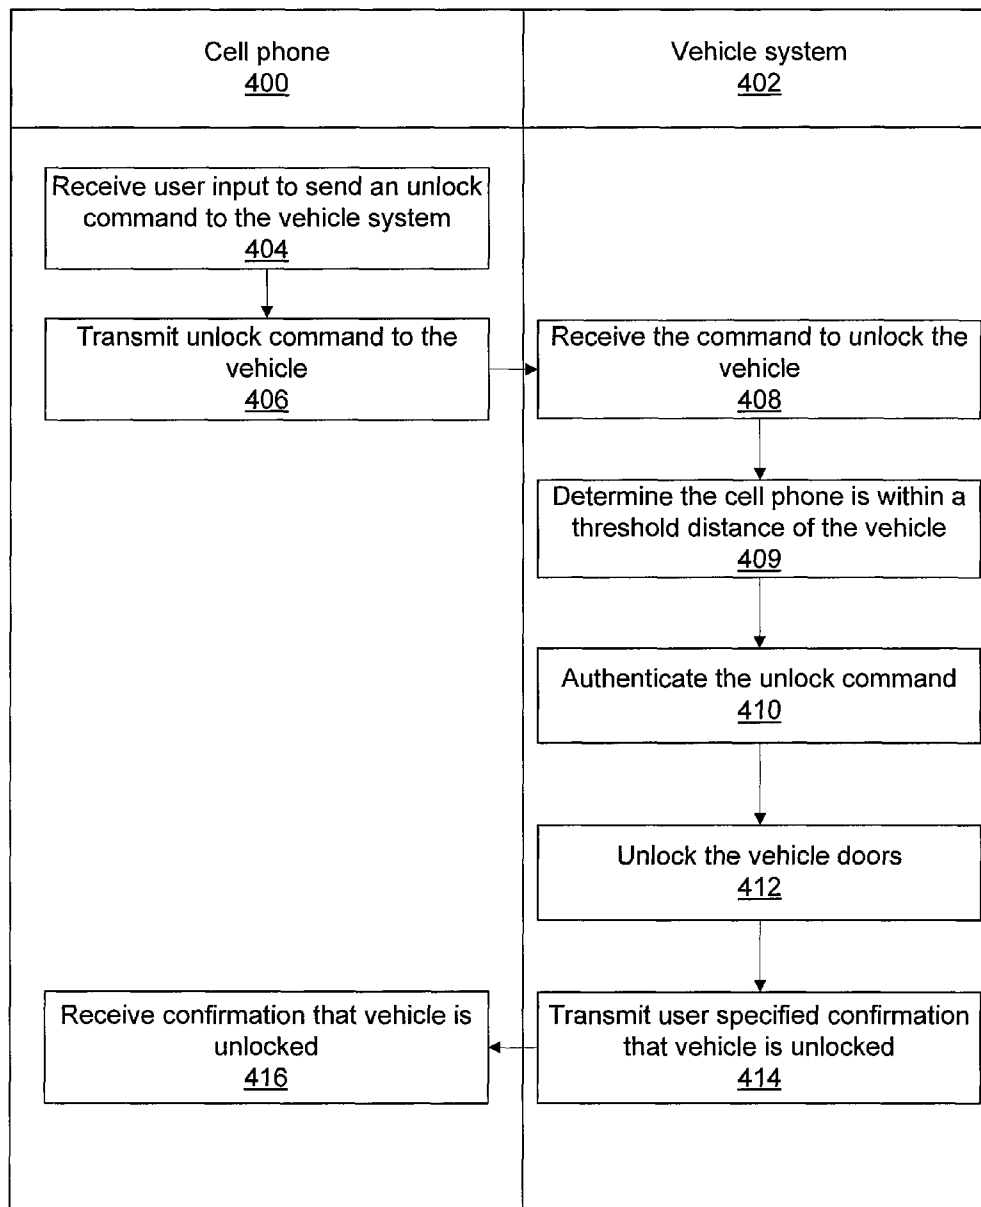 Cell phone
400
Vehicle system
402
Receive user input to send an unlock
command to the vehicle system
404
Transmit unlock command to the
vehicle
406
Receive the command to unlock the
vehicle
408
Determine the cell phone is within a
threshold distance of the vehicle
409
Authenticate the unlock command
410
Unlock the vehicle doors
412
Transmit user specified confirmation
that vehicle is unlocked
414
Receive confirmation that vehicle is
unlocked
416